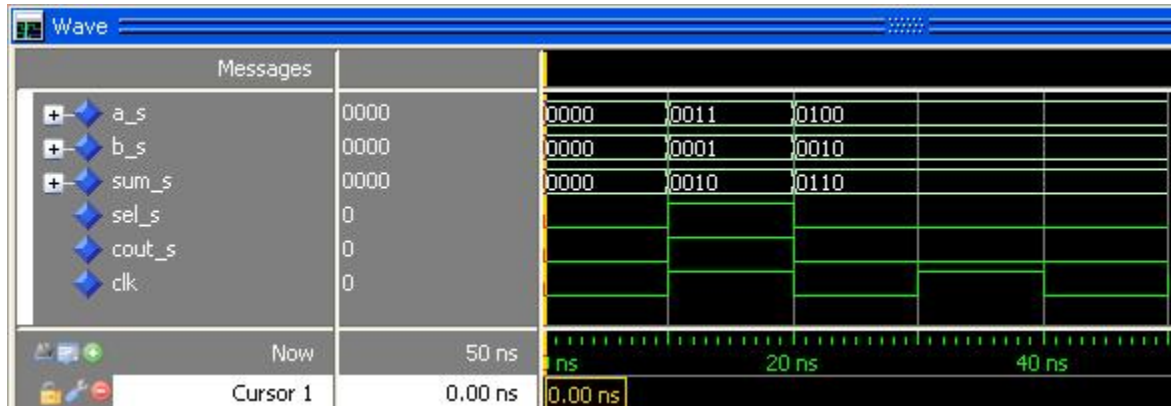 Wave
Messages
a_s 0000 0000 0011 0100
b_s 0000 0000 0001 0010
sum_s 0000 0000 0010 0110
sel_s 0
cout_s 0
clk 0
Now 50 ns ns 20 ns 40 ns
Cursor 1 0.00 ns 0.00 ns